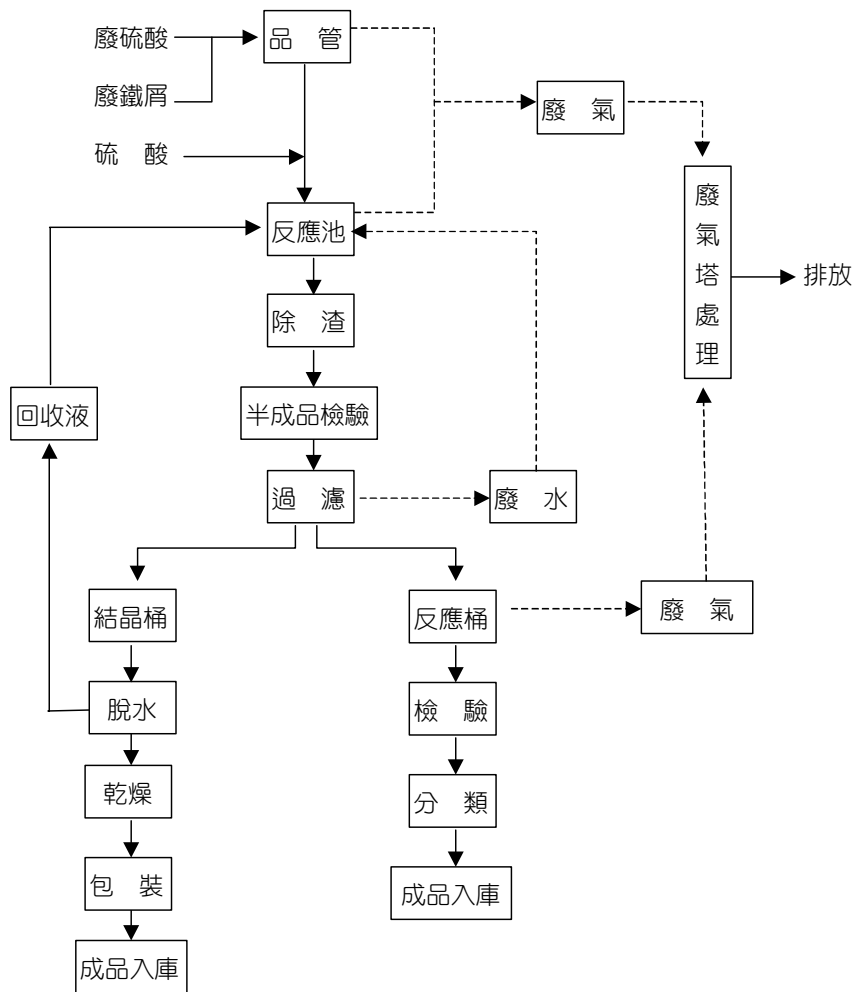 廢硫酸
品　管
廢鐵屑
廢　氣
硫　酸
廢氣塔處理
反應池
排放
除　渣
回收液
半成品檢驗
過　濾
廢　水
結晶桶
反應桶
廢　氣
脫水
檢　驗
乾燥
分　類
包　裝
成品入庫
成品入庫